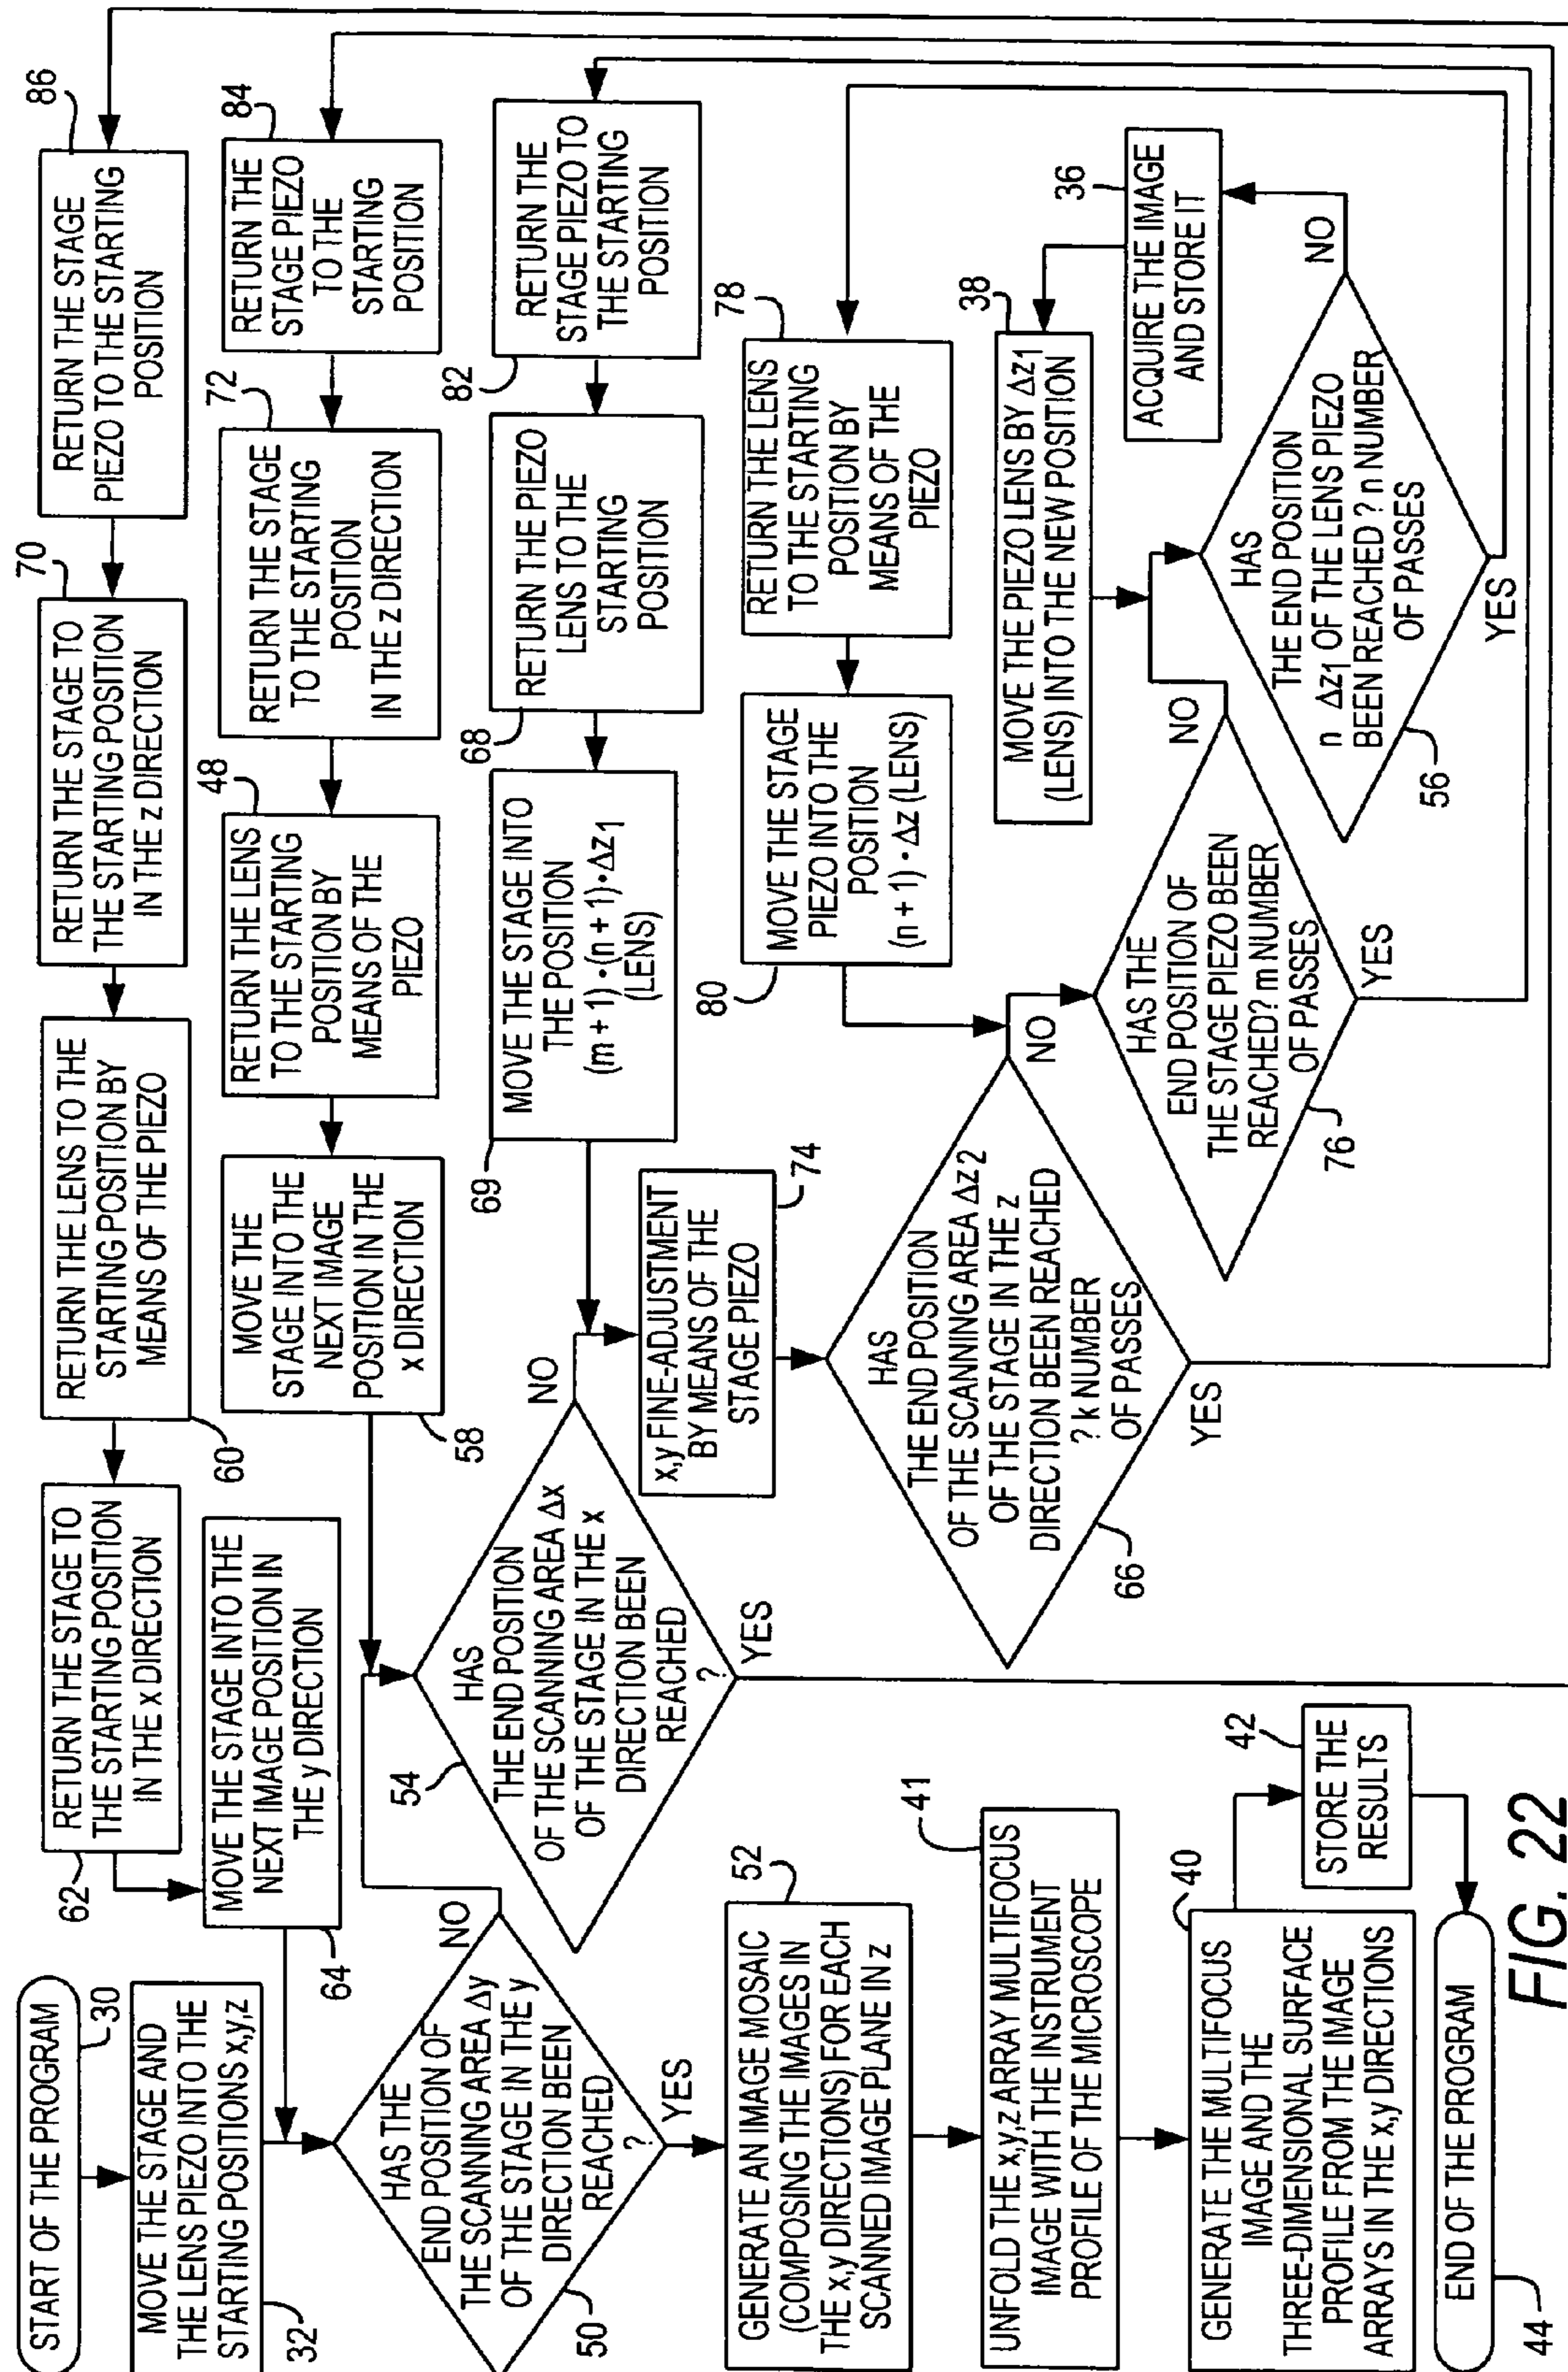 START OF THE PROGRAM
30
MOVE THE STAGE AND
THE LENS PIEZO INTO THE
STARTING POSITIONS x,y,z
32
HAS THE
END POSITION OF
THE SCANNING AREA Δy
OF THE STAGE IN THE y
DIRECTION BEEN
REACHED
?
50
NO
YES
GENERATE AN IMAGE MOSAIC
(COMPOSING THE IMAGES IN
THE x,y DIRECTIONS) FOR EACH
SCANNED IMAGE PLANE IN z
52
UNFOLD THE x,y,z ARRAY MULTIFOCUS
IMAGE WITH THE INSTRUMENT
PROFILE OF THE MICROSCOPE
41
GENERATE THE MULTIFOCUS
IMAGE AND THE
THREE-DIMENSIONAL SURFACE
PROFILE FROM THE IMAGE
ARRAYS IN THE x,y DIRECTIONS
40
STORE THE
RESULTS
42
END OF THE PROGRAM
44
RETURN THE STAGE TO
THE STARTING POSITION
IN THE x DIRECTION
62
MOVE THE STAGE INTO THE
NEXT IMAGE POSITION IN
THE y DIRECTION
64
HAS
THE END POSITION
OF THE SCANNING AREA Δx
OF THE STAGE IN THE x
DIRECTION BEEN
REACHED
?
54
NO
YES
RETURN THE LENS TO THE
STARTING POSITION BY
MEANS OF THE PIEZO
60
MOVE THE
STAGE INTO THE
NEXT IMAGE
POSITION IN THE
x DIRECTION
58
x,y FINE-ADJUSTMENT
BY MEANS OF THE
STAGE PIEZO
74
HAS
THE END POSITION
OF THE SCANNING AREA Δz2
OF THE STAGE IN THE z
DIRECTION BEEN REACHED
? k NUMBER
OF PASSES
66
NO
YES
RETURN THE STAGE TO
THE STARTING POSITION
IN THE z DIRECTION
70
RETURN THE LENS
TO THE STARTING
POSITION BY
MEANS OF THE
PIEZO
48
MOVE THE STAGE INTO
THE POSITION
(m + 1) • (n + 1) • Δz1
(LENS)
69
MOVE THE STAGE
PIEZO INTO THE
POSITION
(n + 1) • Δz (LENS)
80
HAS THE
END POSITION OF
THE STAGE PIEZO BEEN
REACHED? m NUMBER
OF PASSES
76
NO
YES
RETURN THE STAGE
PIEZO TO THE STARTING
POSITION
86
RETURN THE STAGE
TO THE STARTING
POSITION
IN THE z DIRECTION
72
RETURN THE
STAGE PIEZO
TO THE
STARTING
POSITION
84
RETURN THE PIEZO
LENS TO THE
STARTING
POSITION
68
RETURN THE
STAGE PIEZO TO
THE STARTING
POSITION
82
RETURN THE LENS
TO THE STARTING
POSITION BY
MEANS OF THE
PIEZO
78
MOVE THE PIEZO LENS BY Δz1
(LENS) INTO THE NEW POSITION
38
ACQUIRE THE IMAGE
AND STORE IT
36
HAS
THE END POSITION
n Δz1 OF THE LENS PIEZO
BEEN REACHED ? n NUMBER
OF PASSES
56
NO
YES
FIG. 22